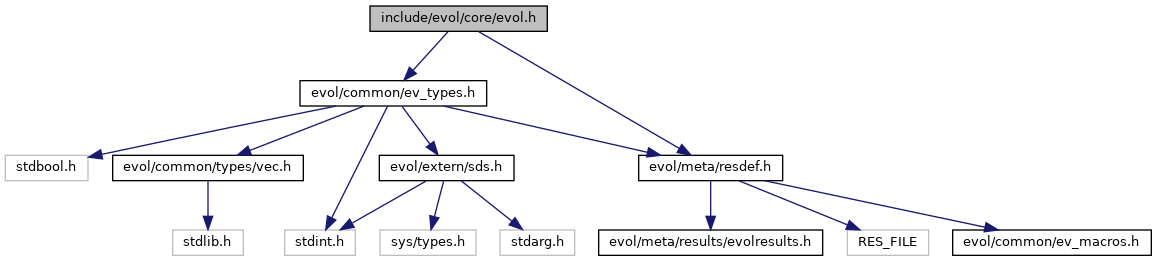 include/evol/core/evol.h
evol/common/ev_types.h
stdbool.h
evol/common/types/vec.h
evol/extern/sds.h
evol/meta/resdef.h
stdlib.h
stdint.h
sys/types.h
stdarg.h
evol/meta/results/evolresults.h
RES_FILE
evol/common/ev_macros.h